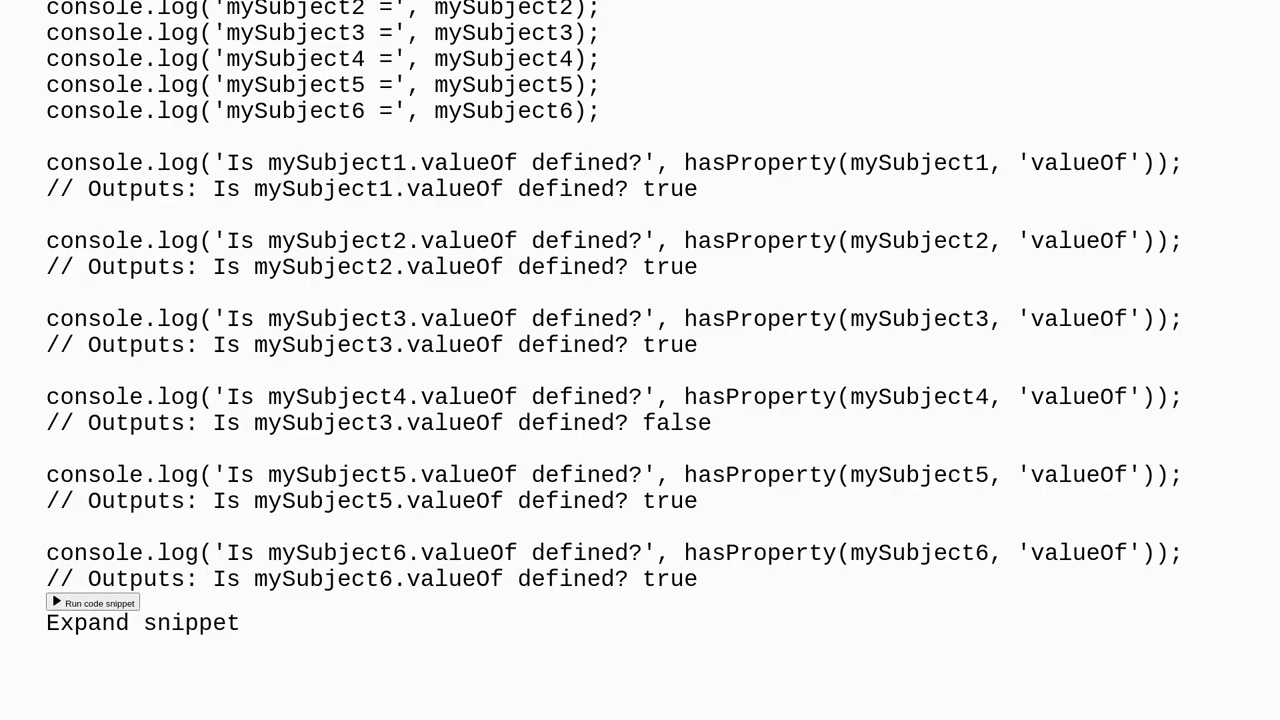 console.log('mySubject2 =', mySubject2);
console.log('mySubject3 =', mySubject3);
console.log('mySubject4 =', mySubject4);
console.log('mySubject5 =', mySubject5);
console.log('mySubject6 =', mySubject6);
console.log('Is mySubject1.valueOf defined?', hasProperty(mySubject1, 'valueOf'));
// Outputs: Is mySubject1.valueOf defined? true
console.log('Is mySubject2.valueOf defined?', hasProperty(mySubject2, 'valueOf'));
// Outputs: Is mySubject2.valueOf defined? true
console.log('Is mySubject3.valueOf defined?', hasProperty(mySubject3, 'valueOf'));
// Outputs: Is mySubject3.valueOf defined? true
console.log('Is mySubject4.valueOf defined?', hasProperty(mySubject4, 'valueOf'));
// Outputs: Is mySubject3.valueOf defined? false
console.log('Is mySubject5.valueOf defined?', hasProperty(mySubject5, 'valueOf'));
// Outputs: Is mySubject5.valueOf defined? true
console.log('Is mySubject6.valueOf defined?', hasProperty(mySubject6, 'valueOf'));
// Outputs: Is mySubject6.valueOf defined? true
Run code snippet
Expand snippet